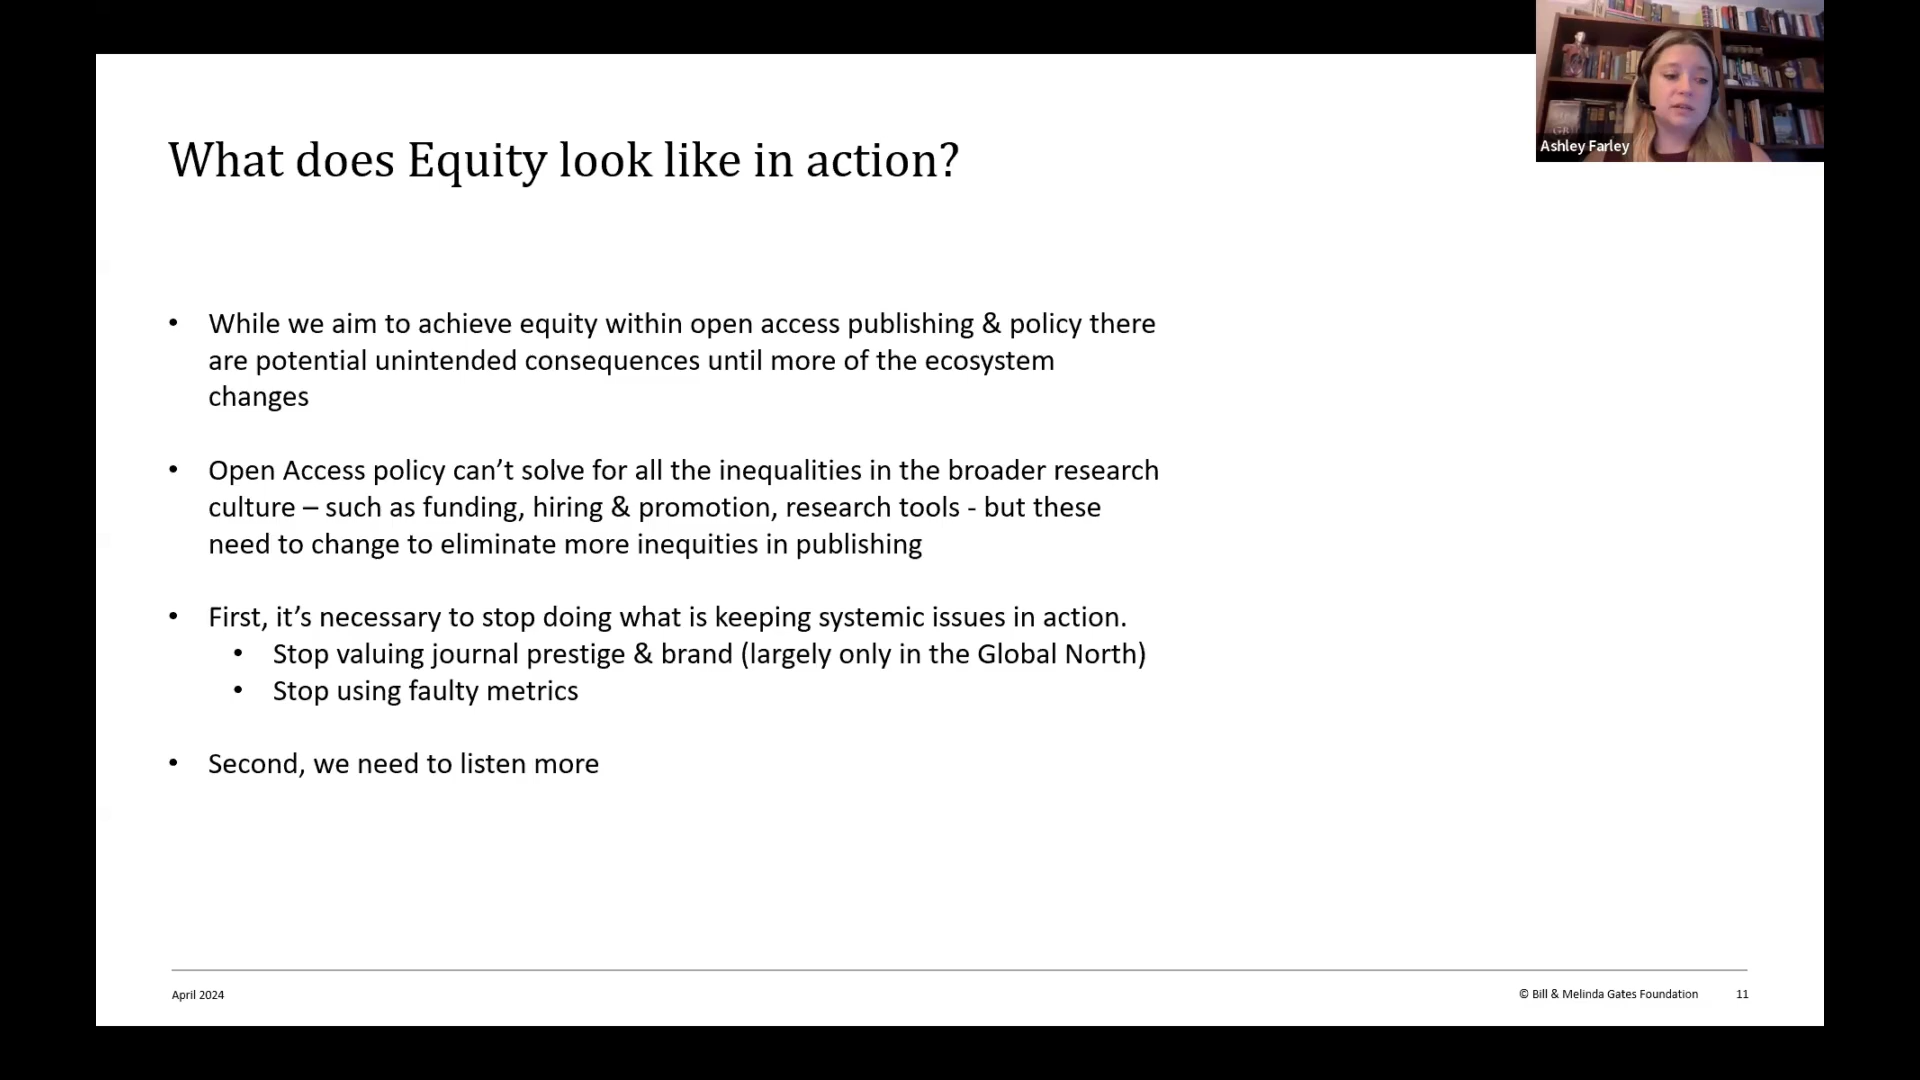 Ashley Farley
What does Equity look like in action?
• While we aim to achieve equity within open access publishing & policy there
are potential unintended consequences until more of the ecosystem
changes
• Open Access policy can’t solve for all the inequalities in the broader research
culture – such as funding, hiring & promotion, research tools - but these
need to change to eliminate more inequities in publishing
• First, it’s necessary to stop doing what is keeping systemic issues in action.
• Stop valuing journal prestige & brand (largely only in the Global North)
• Stop using faulty metrics
• Second, we need to listen more
April 2024
© Bill & Melinda Gates Foundation 11